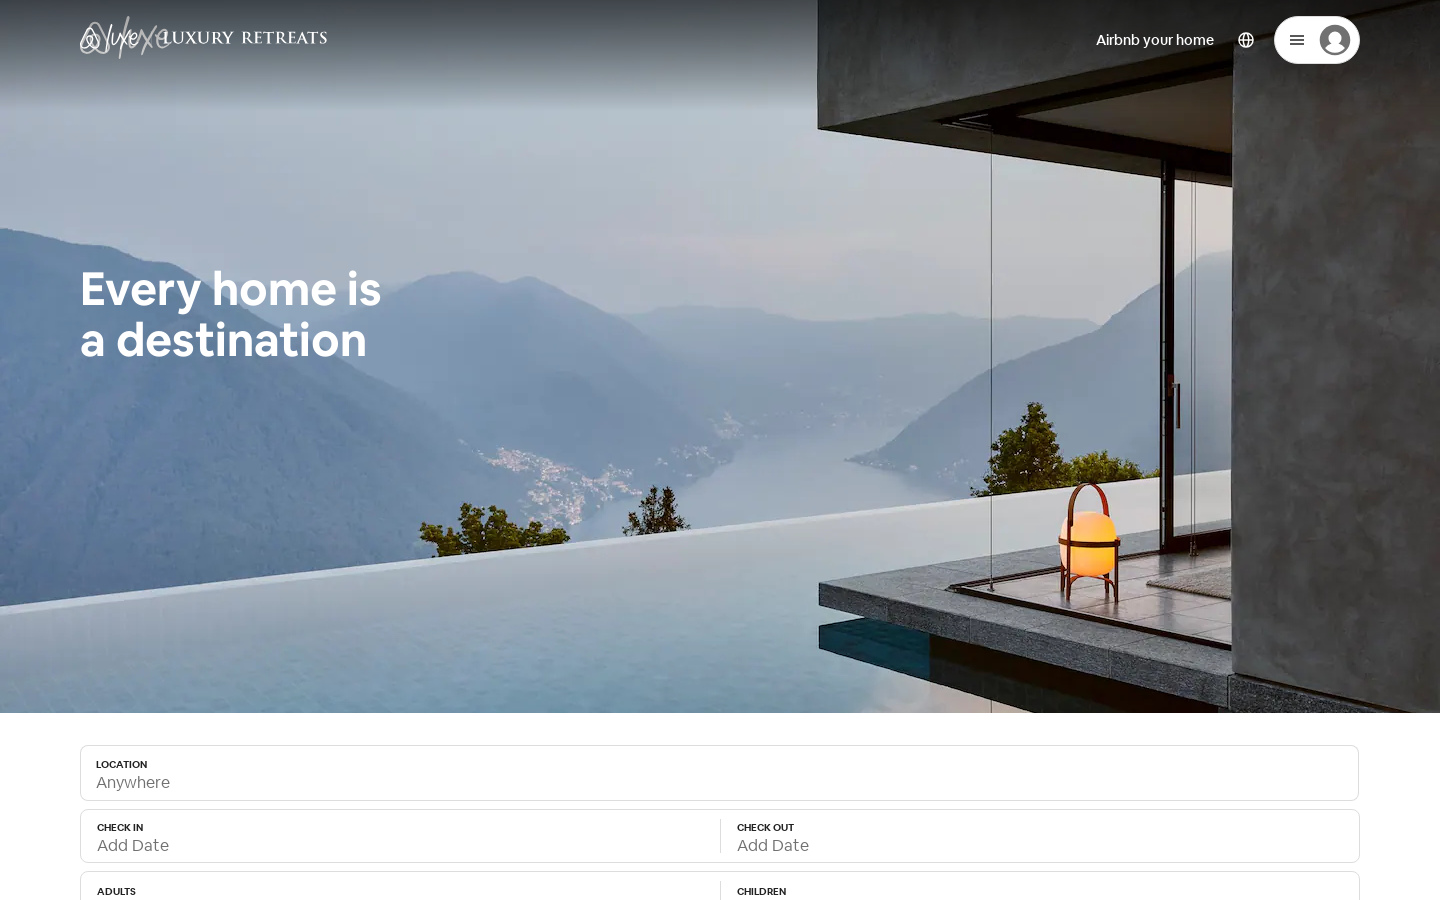 Luxe LUXURY RETREATS
Airbnb your home
Every home is
a destination
LOCATION
Anywhere
CHECK IN
Add Date
CHECK OUT
Add Date
ADULTS
CHILDREN